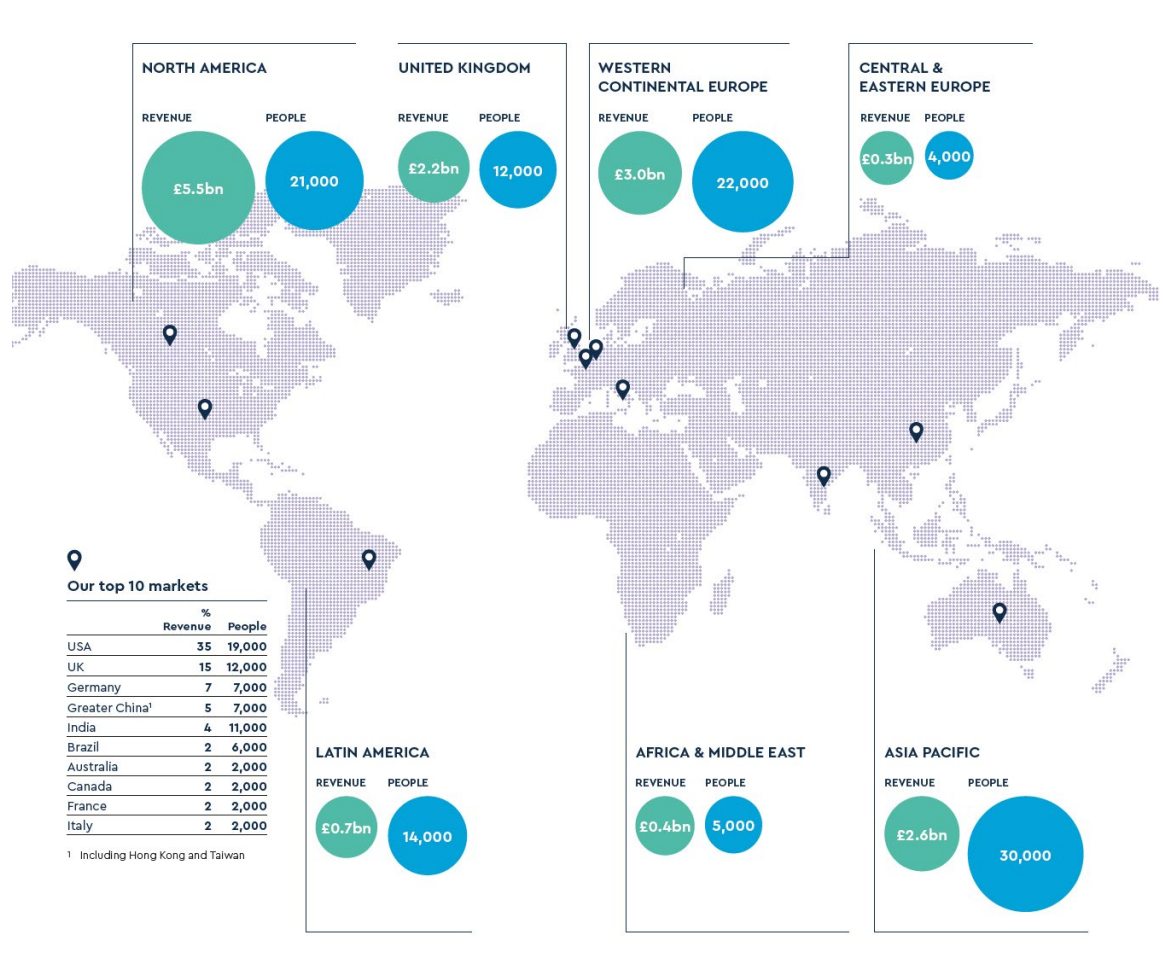 NORTH AMERICA
REVENUE PEOPLE
£5.5bn 21,000
UNITED KINGDOM
REVENUE PEOPLE
£2.2bn 12,000
WESTERN
CONTINENTAL EUROPE
REVENUE PEOPLE
£3.0bn 22,000
CENTRAL &
EASTERN EUROPE
REVENUE PEOPLE
£0.3bn 4,000
Our top 10 markets
%
Revenue People
USA 35 19,000
UK 15 12,000
Germany 7 7,000
Greater China¹ 5 7,000
India 4 11,000
Brazil 2 6,000
Australia 2 2,000
Canada 2 2,000
France 2 2,000
Italy 2 2,000
¹ Including Hong Kong and Taiwan
LATIN AMERICA
REVENUE PEOPLE
£0.7bn 14,000
AFRICA & MIDDLE EAST
REVENUE PEOPLE
£0.4bn 5,000
ASIA PACIFIC
REVENUE PEOPLE
£2.6bn 30,000